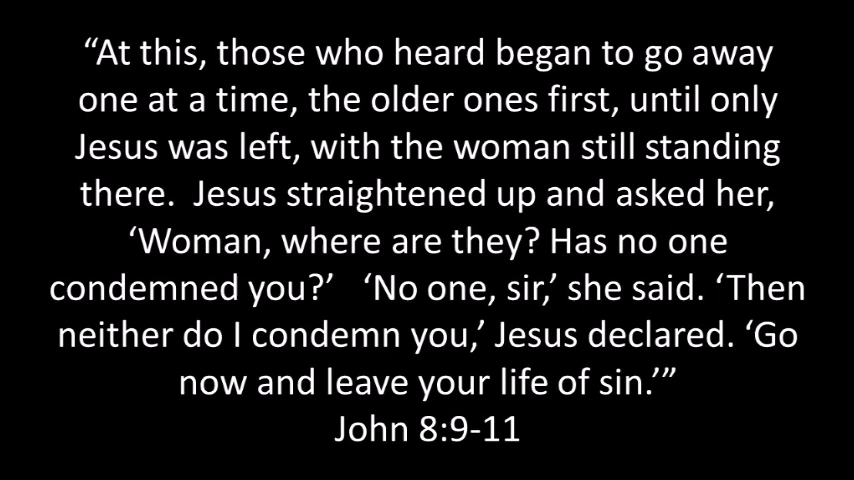 “At this, those who heard began to go away
one at a time, the older ones first, until only
Jesus was left, with the woman still standing
there.  Jesus straightened up and asked her,
‘Woman, where are they? Has no one
condemned you?’   ‘No one, sir,’ she said. ‘Then
neither do I condemn you,’ Jesus declared. ‘Go
now and leave your life of sin.’”
John 8:9-11